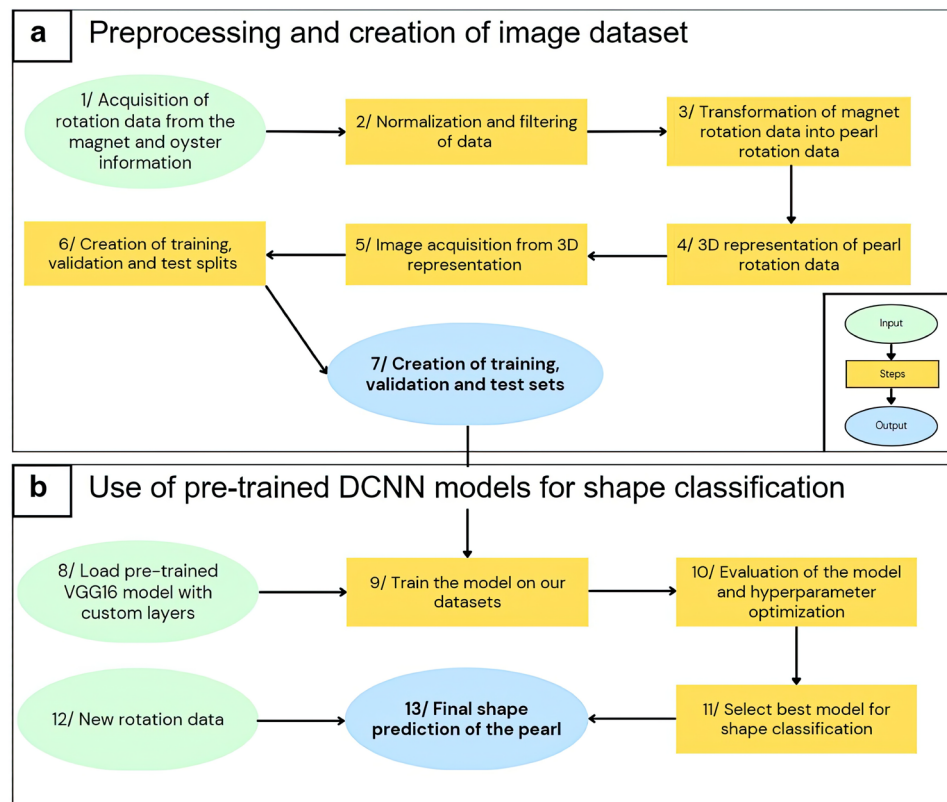 a Preprocessing and creation of image dataset
1/ Acquisition of
rotation data from the
magnet and oyster
information
2/ Normalization and filtering
of data
3/ Transformation of magnet
rotation data into pearl
rotation data
6/ Creation of training,
validation and test splits
5/ Image acquisition from 3D
representation
4/ 3D representation of pearl
rotation data
7/ Creation of training,
validation and test sets
Input
Steps
Output
b Use of pre-trained DCNN models for shape classification
8/ Load pre-trained
VGG16 model with
custom layers
9/ Train the model on our
datasets
10/ Evaluation of the model
and hyperparameter
optimization
12/ New rotation data
13/ Final shape
prediction of the pearl
11/ Select best model for
shape classification